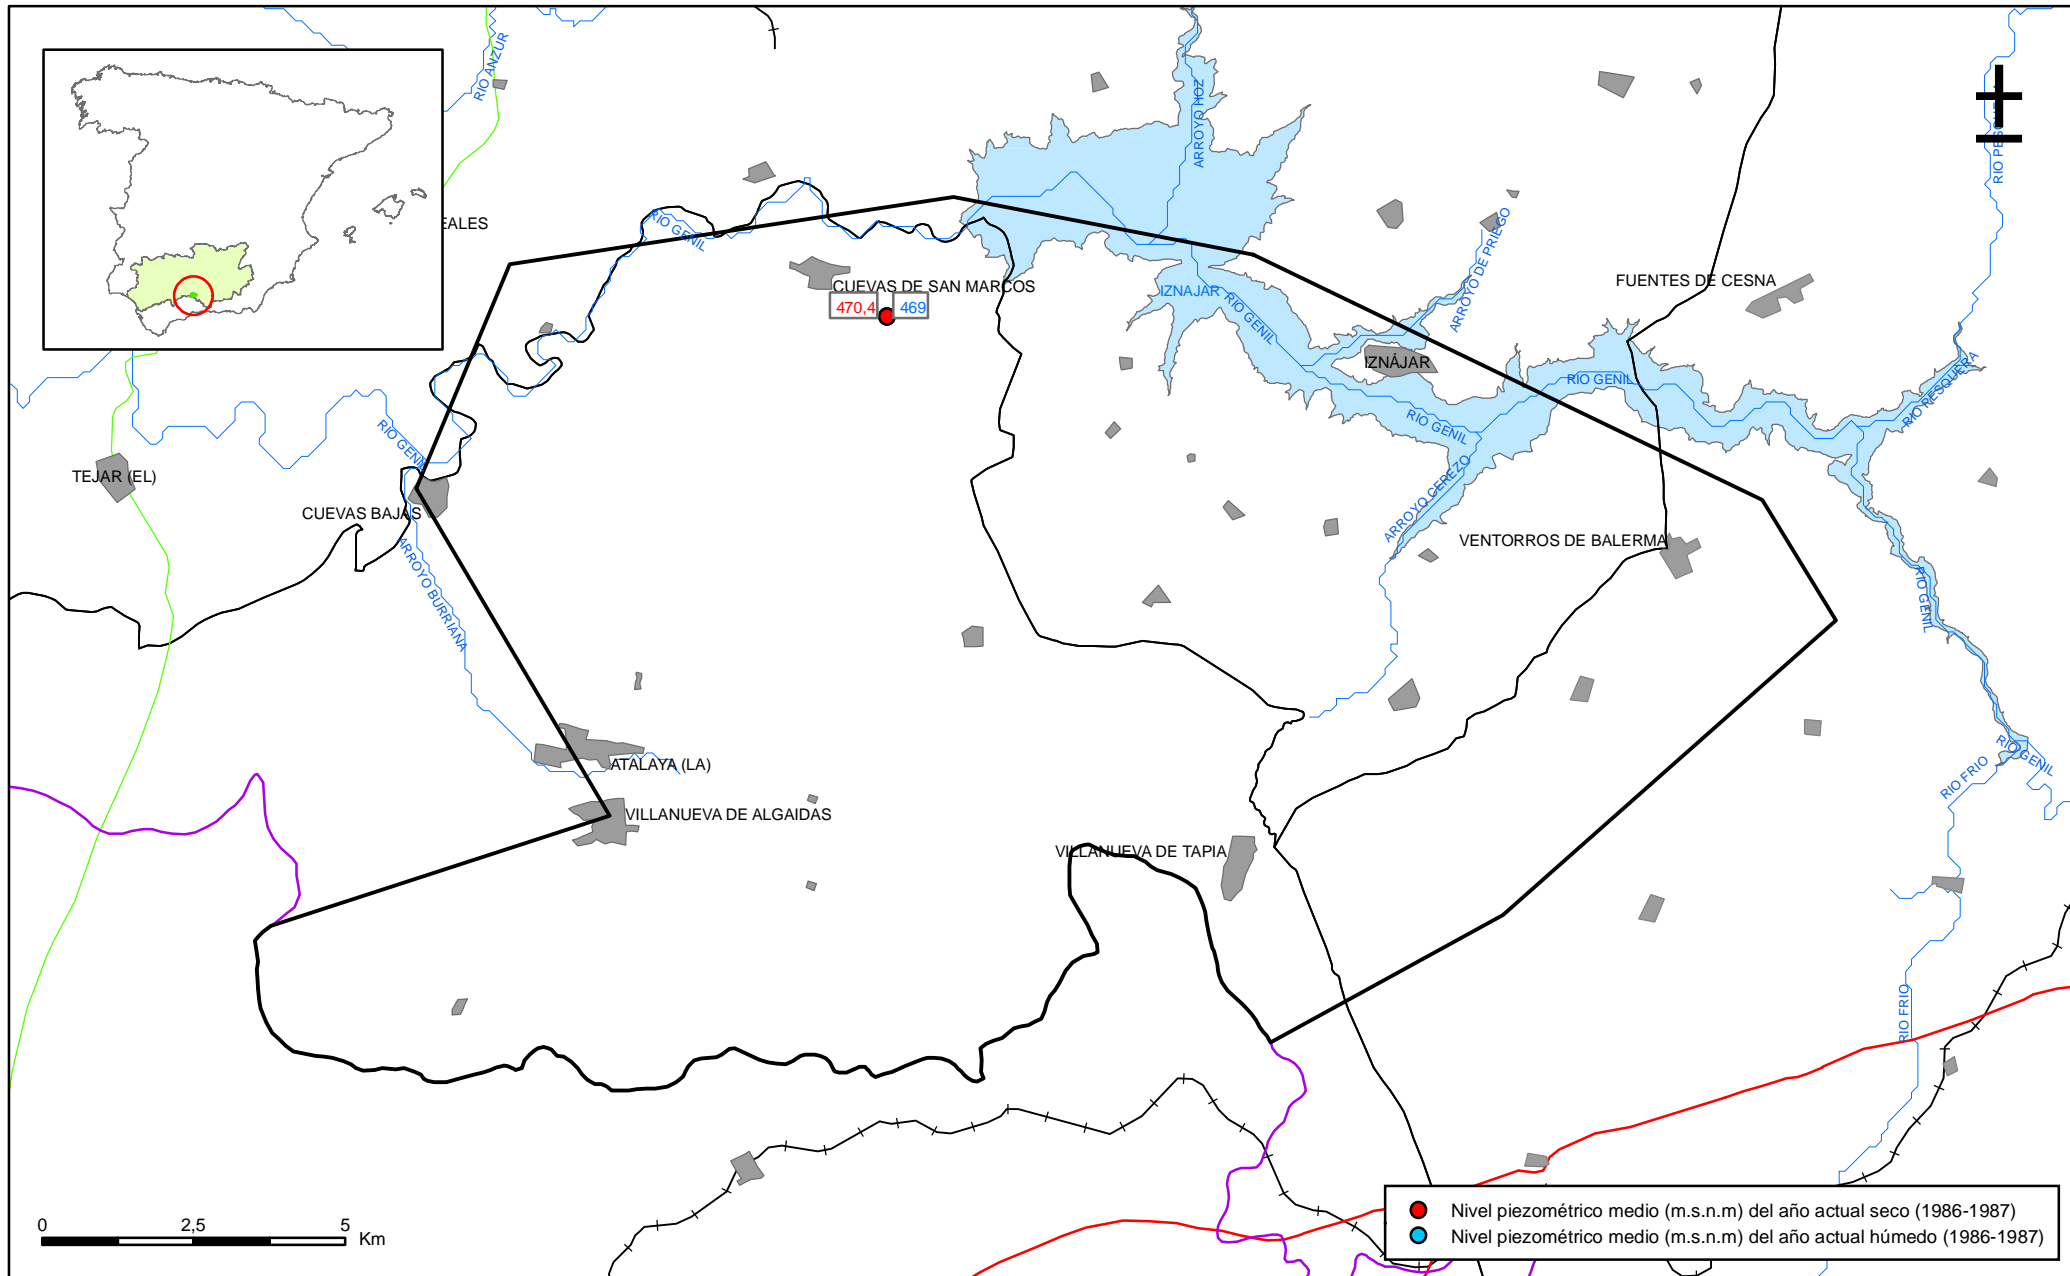 RIO ANZUR
ARROYO HOZ
RIO PE
EALES
RIO GENIL
ARROYO DE PRIEGO
CUEVAS DE SAN MARCOS
470,4
469
IZNAJAR
RIO GENIL
FUENTES DE CESNA
IZNÁJAR
RIO GENIL
RIO GENIL
RIO PESQUERA
RIO GENIL
TEJAR (EL)
ARROYO CEREZO
CUEVAS BAJAS
VENTORROS DE BALERMA
ARROYO BURRIANA
RIO GENIL
ATALAYA (LA)
RIO GENIL
RIO FRIO
VILLANUEVA DE ALGAIDAS
VILLANUEVA DE TAPIA
RIO FRIO
0 2,5 5
Km
Nivel piezométrico medio (m.s.n.m) del año actual seco (1986-1987)
Nivel piezométrico medio (m.s.n.m) del año actual húmedo (1986-1987)